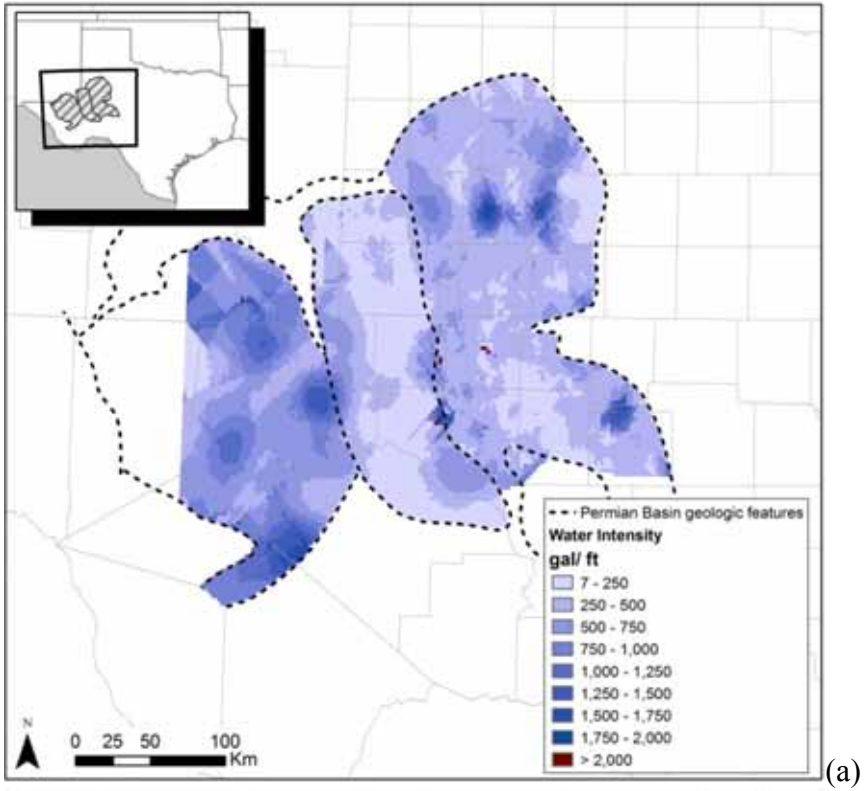 Permian Basin geologic features
Water Intensity
gal/ ft
7 - 250
250 - 500
500 - 750
750 - 1,000
1,000 - 1,250
1,250 - 1,500
1,500 - 1,750
1,750 - 2,000
> 2,000
N
0 25 50 100
Km
(a)